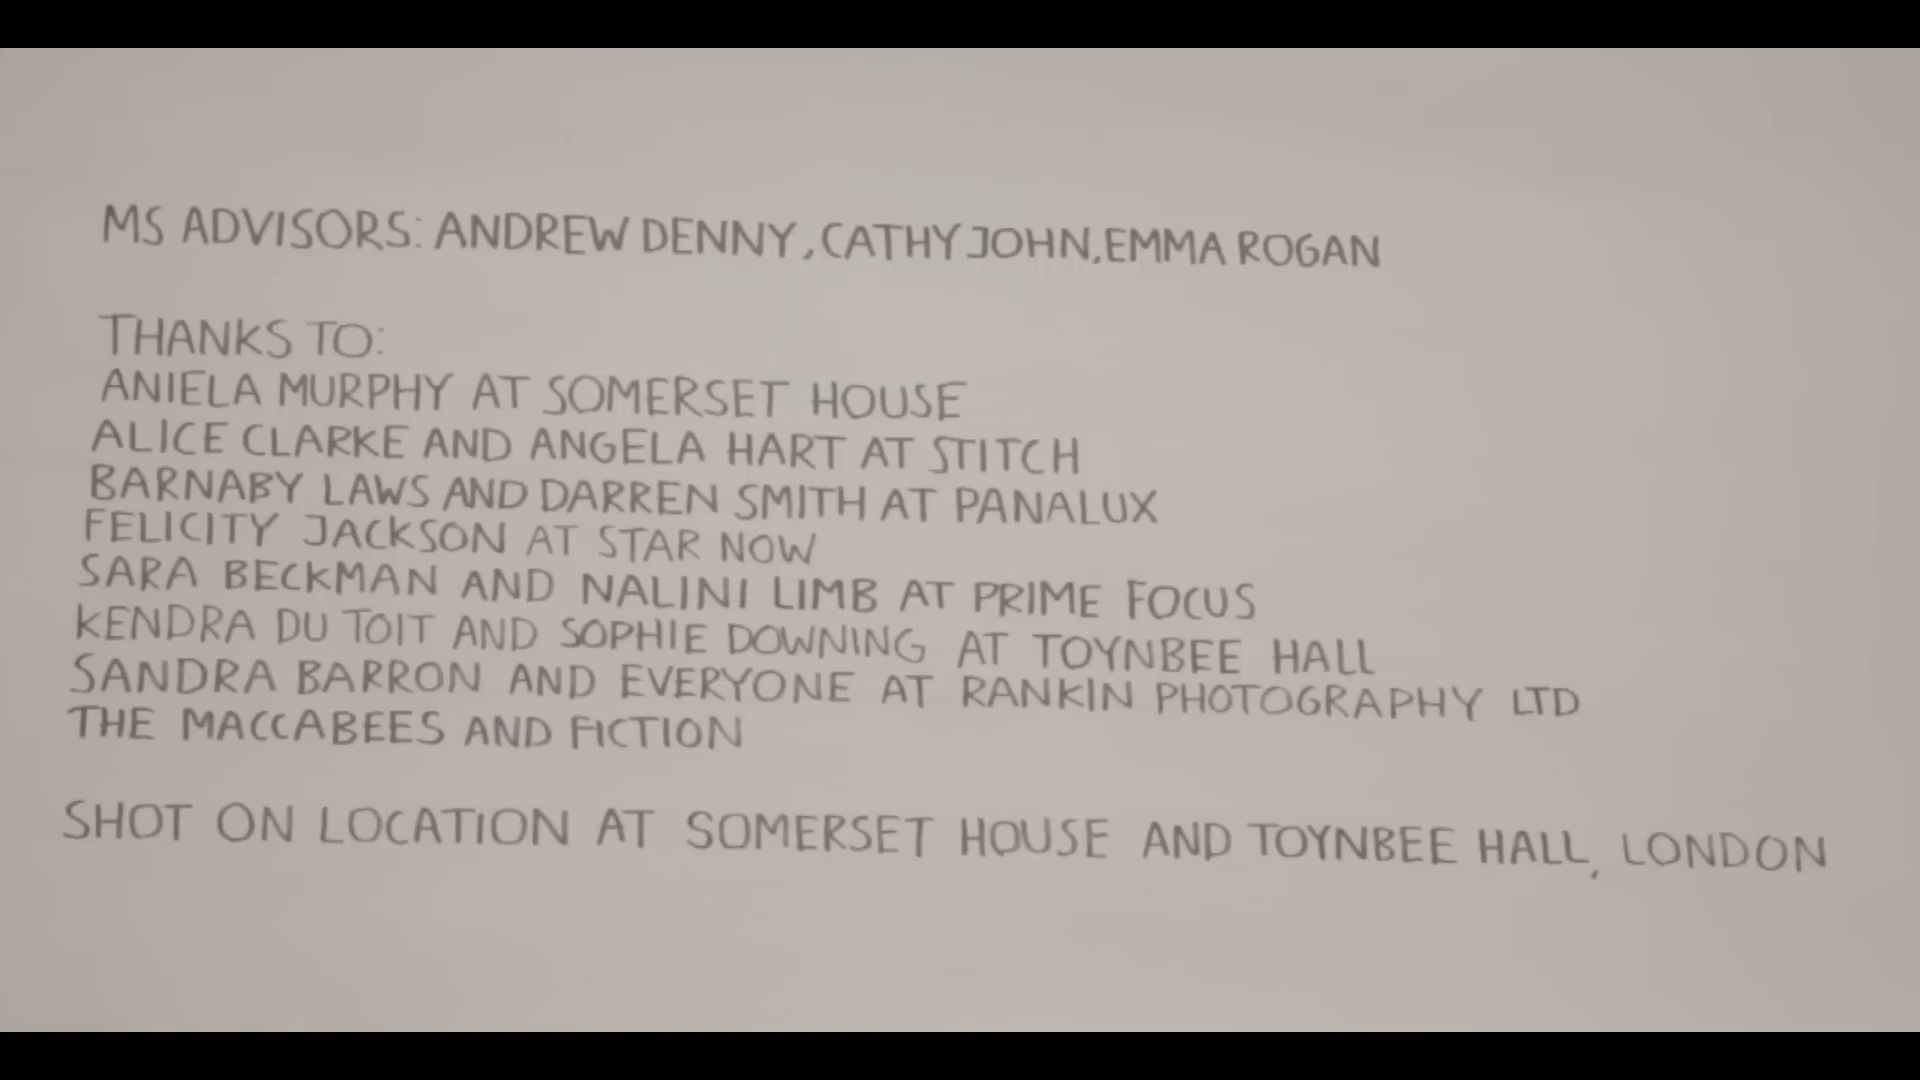 MS ADVISORS: ANDREW DENNY, CATHY JOHN, EMMA ROGAN
THANKS TO:
ANIELA MURPHY AT SOMERSET HOUSE
ALICE CLARKE AND ANGELA HART AT STITCH
BARNABY LAWS AND DARREN SMITH AT PANALUX
FELICITY JACKSON AT STAR NOW
SARA BECKMAN AND NALINI LIMB AT PRIME FOCUS
KENDRA DU TOIT AND SOPHIE DOWNING AT TOYNBEE HALL
SANDRA BARRON AND EVERYONE AT RANKIN PHOTOGRAPHY LTD
THE MACCABEES AND FICTION
SHOT ON LOCATION AT SOMERSET HOUSE AND TOYNBEE HALL, LONDON